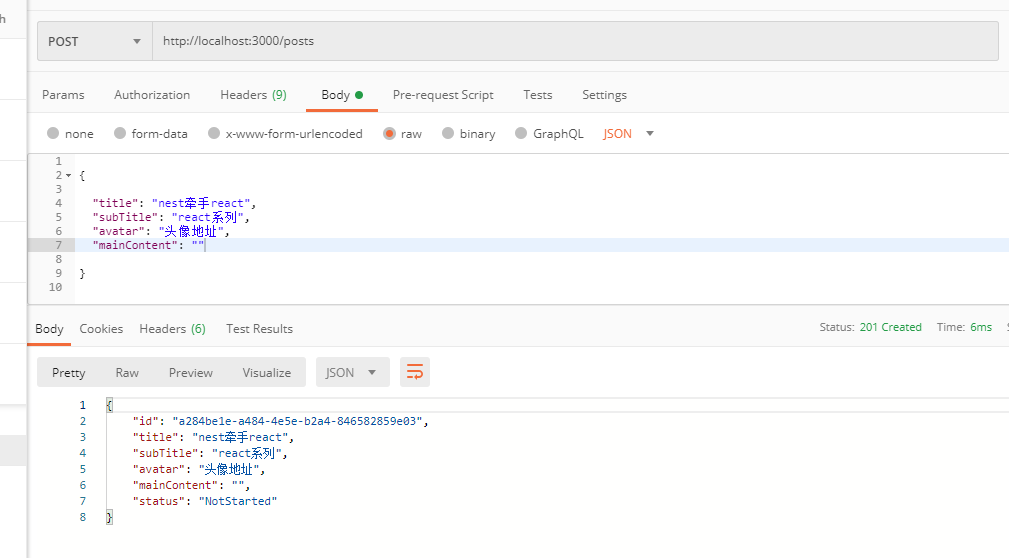 h
POST http://localhost:3000/posts
Params Authorization Headers (9) Body Pre-request Script Tests Settings
none form-data x-www-form-urlencoded raw binary GraphQL JSON
1
2 {
3
4 "title": "nest牵手react",
5 "subTitle": "react系列",
6 "avatar": "头像地址",
7 "mainContent": ""
8
9 }
10
Body Cookies Headers (6) Test Results Status: 201 Created Time: 6ms
Pretty Raw Preview Visualize JSON
1 {
2 "id": "a284be1e-a484-4e5e-b2a4-846582859e03",
3 "title": "nest牵手react",
4 "subTitle": "react系列",
5 "avatar": "头像地址",
6 "mainContent": "",
7 "status": "NotStarted"
8 }